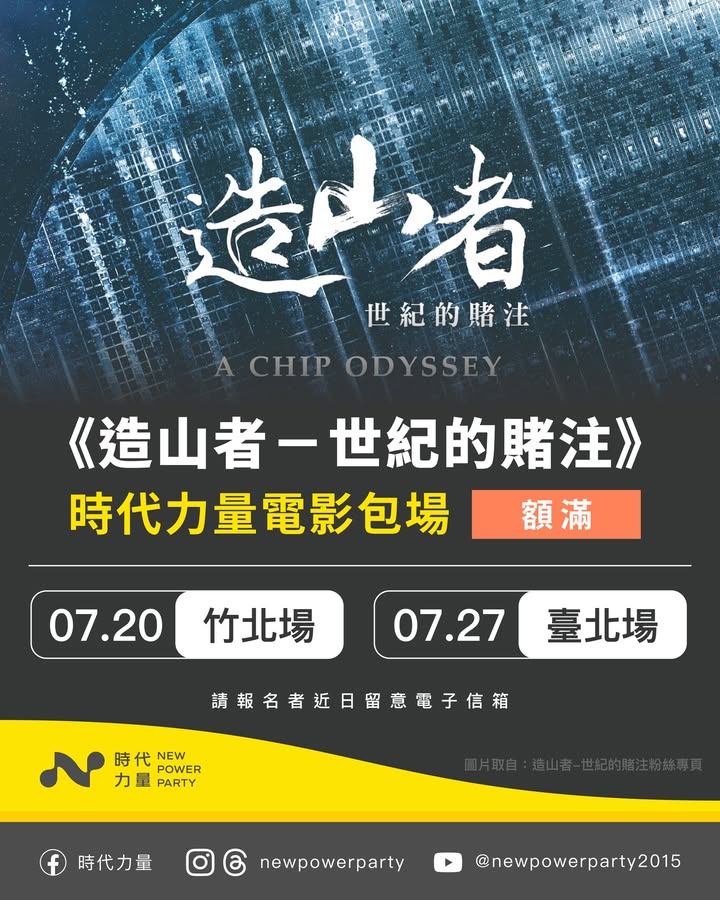 造山者
世紀的賭注
A CHIP ODYSSEY
《造山者－世紀的賭注》
時代力量電影包場 額滿
07.20 竹北場 07.27 臺北場
請報名者近日留意電子信箱
時代力量 NEW POWER PARTY
圖片取自：造山者–世紀的賭注粉絲專頁
時代力量 newpowerparty @newpowerparty2015